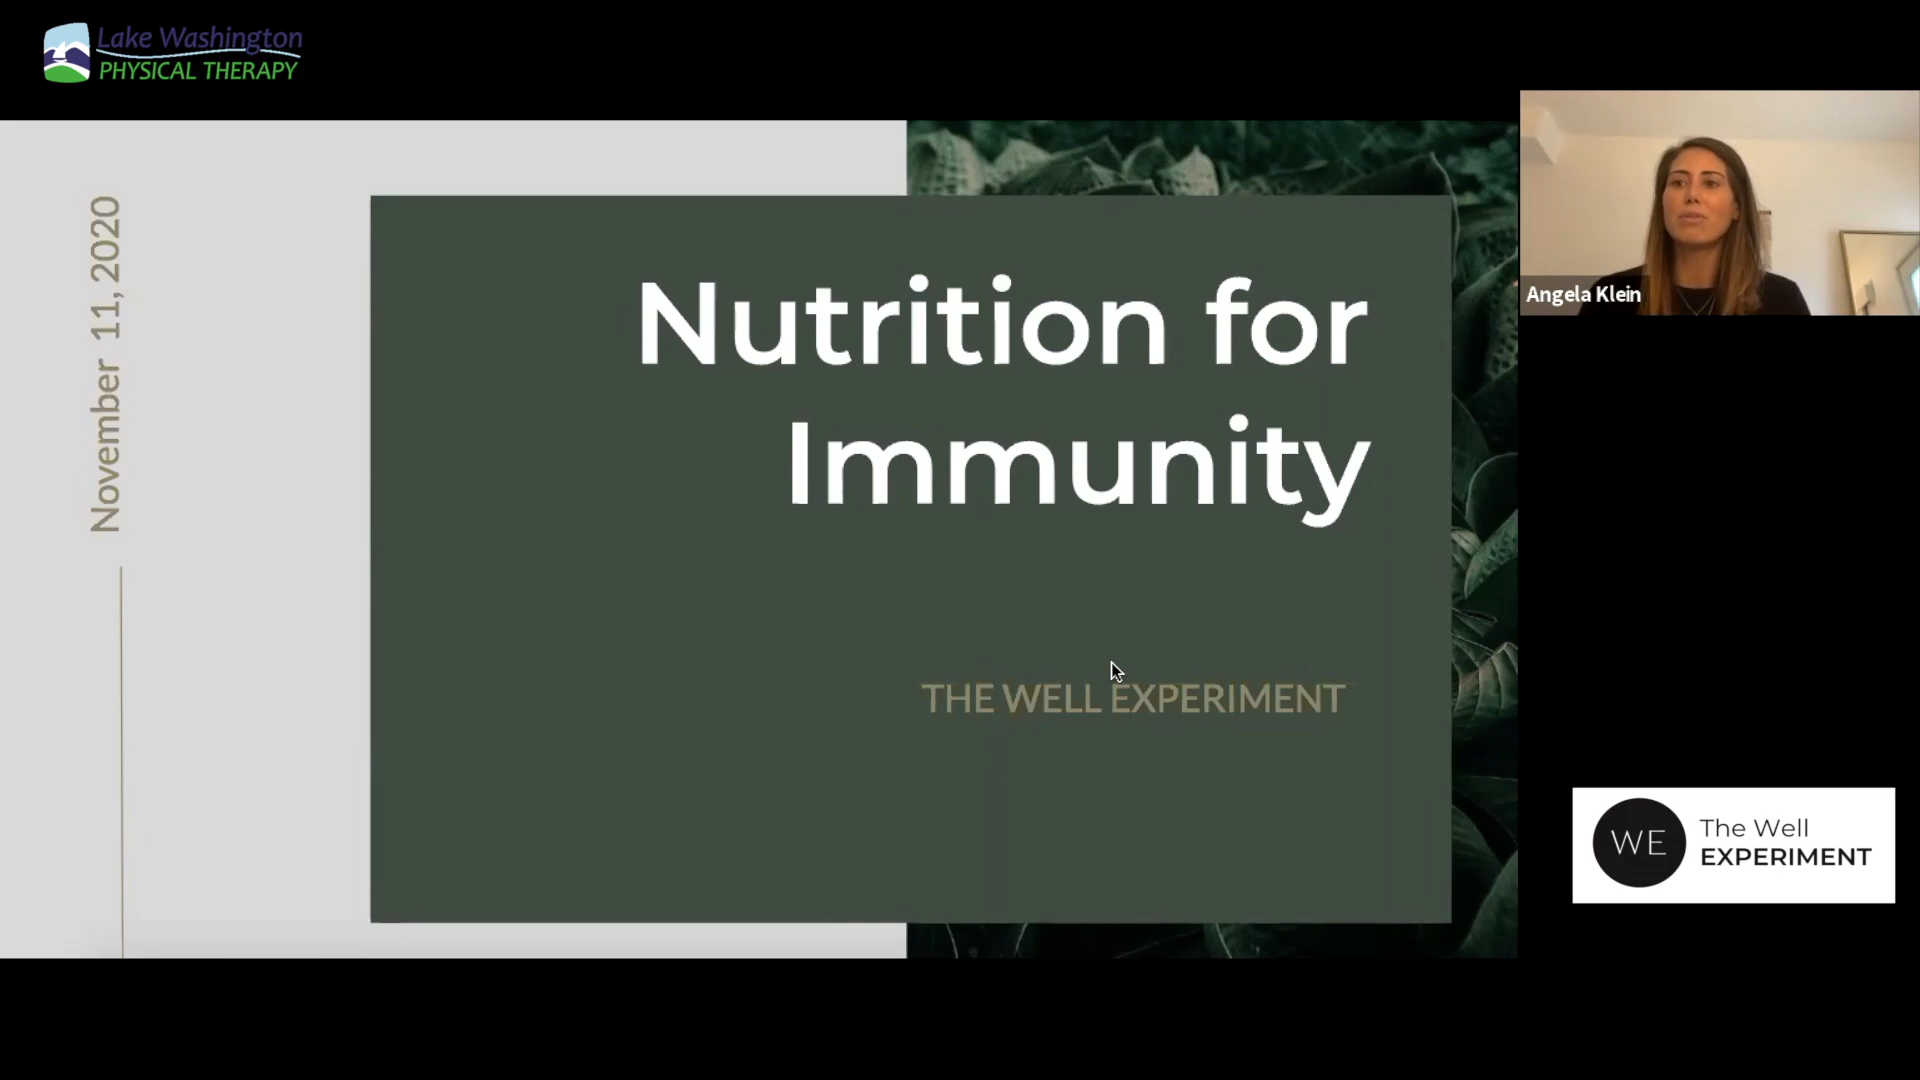 Lake Washington
PHYSICAL THERAPY
November 11, 2020
Nutrition for
Immunity
THE WELL EXPERIMENT
Angela Klein
WE
The Well
EXPERIMENT